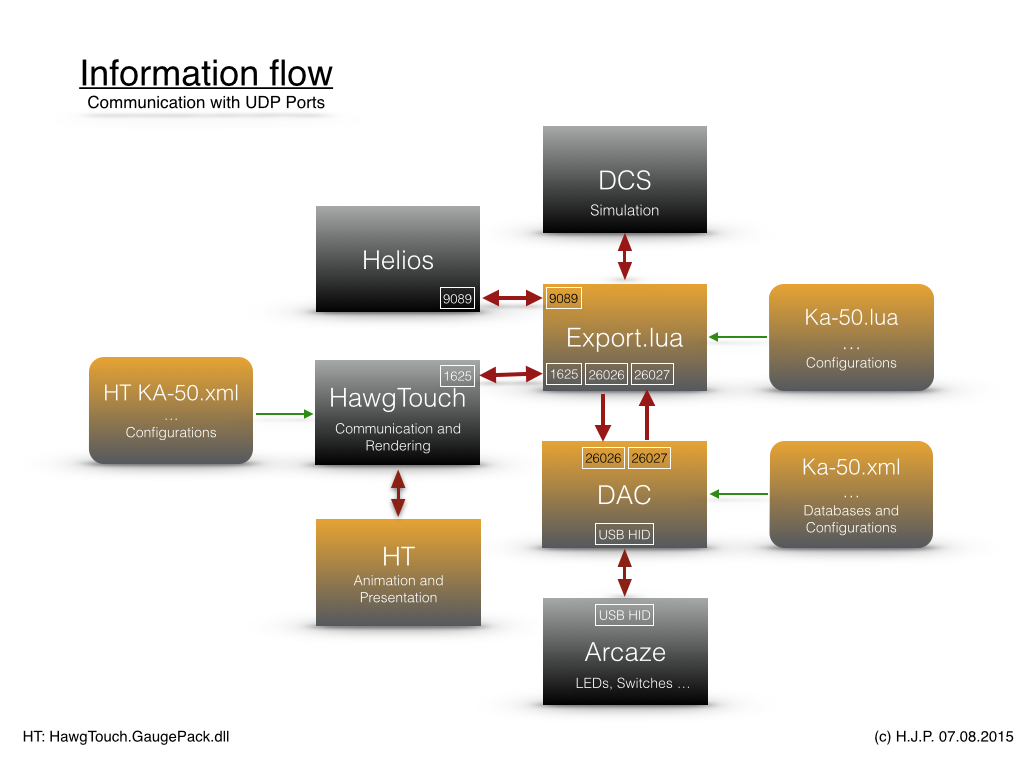 Information flow
Communication with UDP Ports
DCS
Simulation
Helios
9089
9089
Export.lua
1625
26026
26027
Ka-50.lua
...
Configurations
HT KA-50.xml
...
Configurations
1625
HawgTouch
Communication and
Rendering
26026
26027
DAC
USB HID
Ka-50.xml
...
Databases and
Configurations
HT
Animation and
Presentation
USB HID
Arcaze
LEDs, Switches ...
HT: HawgTouch.GaugePack.dll
(c) H.J.P. 07.08.2015